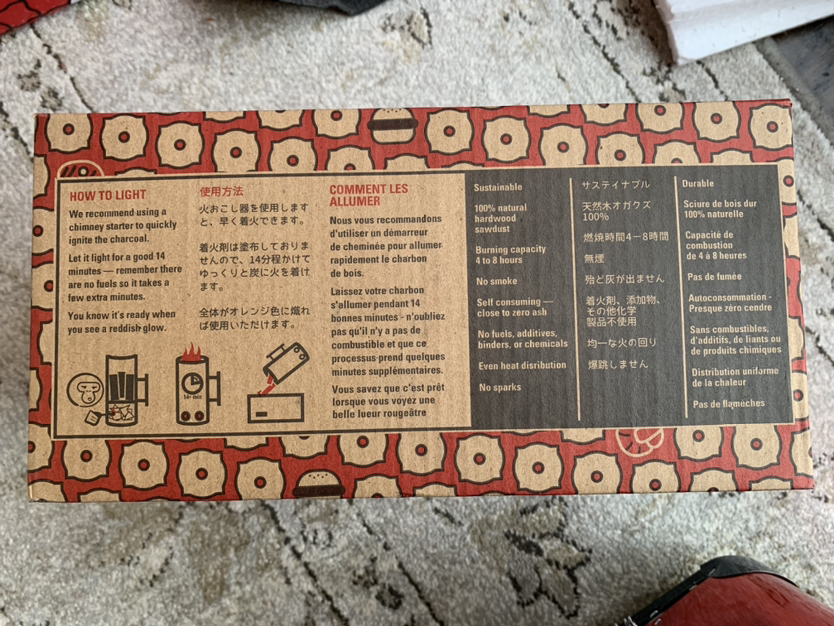 HOW TO LIGHT
We recommend using a
chimney starter to quickly
ignite the charcoal.
Let it light for a good 14
minutes — remember there
are no fuels so it takes a
few extra minutes.
You know it's ready when
you see a reddish glow.
14+ min
使用方法
火おこし器を使用します
と、早く着火できます。
着火剤は塗布しておりま
せんので、14分程かけて
ゆっくりと炭に火を着け
ます。
全体がオレンジ色に熾れ
ば使用いただけます。
COMMENT LES
ALLUMER
Nous vous recommandons
d'utiliser un démarreur
de cheminée pour allumer
rapidement le charbon
de bois.
Laissez votre charbon
s'allumer pendant 14
bonnes minutes - n'oubliez
pas qu'il n'y a pas de
combustible et que ce
processus prend quelques
minutes supplémentaires.
Vous savez que c'est prêt
lorsque vous voyez une
belle lueur rougeâtre
Sustainable
100% natural
hardwood
sawdust
Burning capacity
4 to 8 hours
No smoke
Self consuming —
close to zero ash
No fuels, additives,
binders, or chemicals
Even heat distribution
No sparks
サステイナブル
天然木オガクズ
100%
燃焼時間4ー8時間
無煙
殆ど灰が出ません
着火剤、添加物、
その他化学
製品不使用
均一な火の回り
爆跳しません
Durable
Sciure de bois dur
100% naturelle
Capacité de
combustion
de 4 à 8 heures
Pas de fumée
Autoconsommation -
Presque zéro cendre
Sans combustibles,
d'additifs, de liants ou
de produits chimiques
Distribution uniforme
de la chaleur
Pas de flamèches